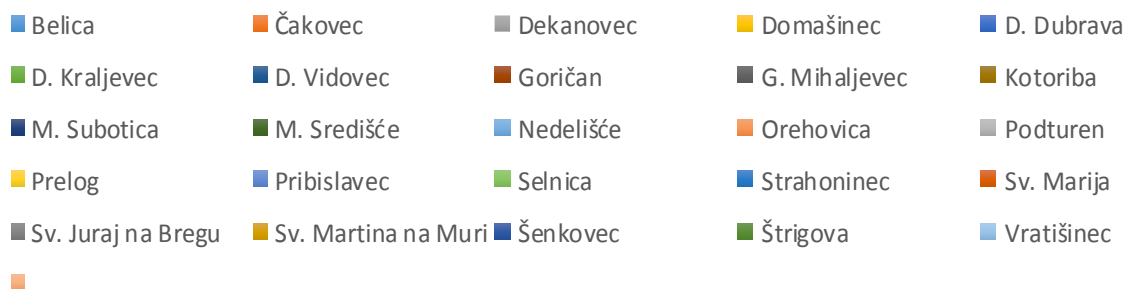 Belica Čakovec Dekanovec Domašinec D. Dubrava
D. Kraljevec D. Vidovec Goričan G. Mihaljevec Kotoriba
M. Subotica M. Središće Nedelišće Orehovica Podturen
Prelog Pribislavec Selnica Strahoninec Sv. Marija
Sv. Juraj na Bregu Sv. Martina na Muri Šenkovec Štrigova Vratišinec